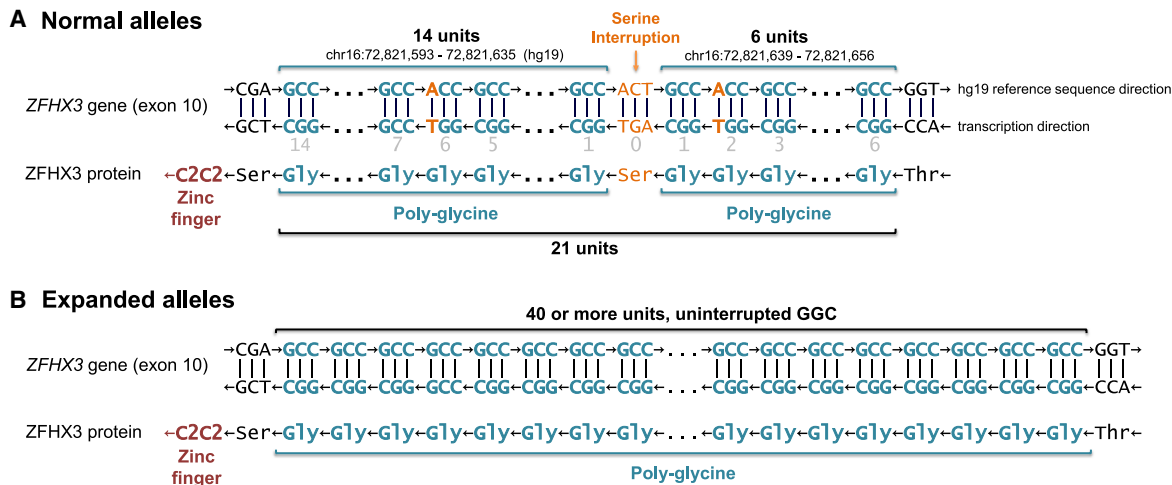 A Normal alleles
Serine
Interruption
14 units
6 units
chr16:72,821,593 - 72,821,635 (hg19)
chr16:72,821,639 - 72,821,656
ZFHX3 gene (exon 10)
→CGA→GCC→...→GCC→ACC→GCC→...→GCC→ACT→GCC→ACC→GCC→...→GCC→GGT→ hg19 reference sequence direction
←GCT←CGG←...←GCC←TGG←CGG←...←CGG←TGA←CGG←TGG←CGG←...←CGG←CCA← transcription direction
14 7 6 5 1 0 1 2 3 6
ZFHX3 protein ←C2C2←Ser←Gly←...←Gly←Gly←Gly←...←Gly←Ser←Gly←Gly←Gly←...←Gly←Thr←
Zinc
finger
Poly-glycine
Poly-glycine
21 units
B Expanded alleles
40 or more units, uninterrupted GGC
ZFHX3 gene (exon 10)
→CGA→GCC→GCC→GCC→GCC→GCC→GCC→GCC→GCC→...→GCC→GCC→GCC→GCC→GCC→GCC→GCC→GCC→GGT→
←GCT←CGG←CGG←CGG←GCC←CGG←CGG←CGG←CGG←...←CGG←CGG←CGG←CGG←CGG←CGG←CGG←CGG←CCA←
ZFHX3 protein ←C2C2←Ser←Gly←Gly←Gly←Gly←Gly←Gly←Gly←Gly←...←Gly←Gly←Gly←Gly←Gly←Gly←Gly←Gly←Thr←
Zinc
finger
Poly-glycine